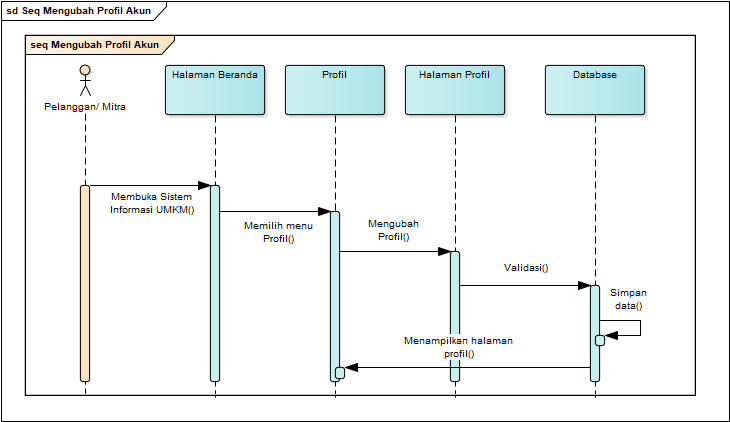 sd Seq Mengubah Profil Akun
seq Mengubah Profil Akun
Pelanggan/ Mitra
Halaman Beranda
Profil
Halaman Profil
Database
Membuka Sistem
Informasi UMKM()
Memilih menu
Profil()
Mengubah
Profil()
Validasi()
Simpan
data()
Menampilkan halaman
profil()